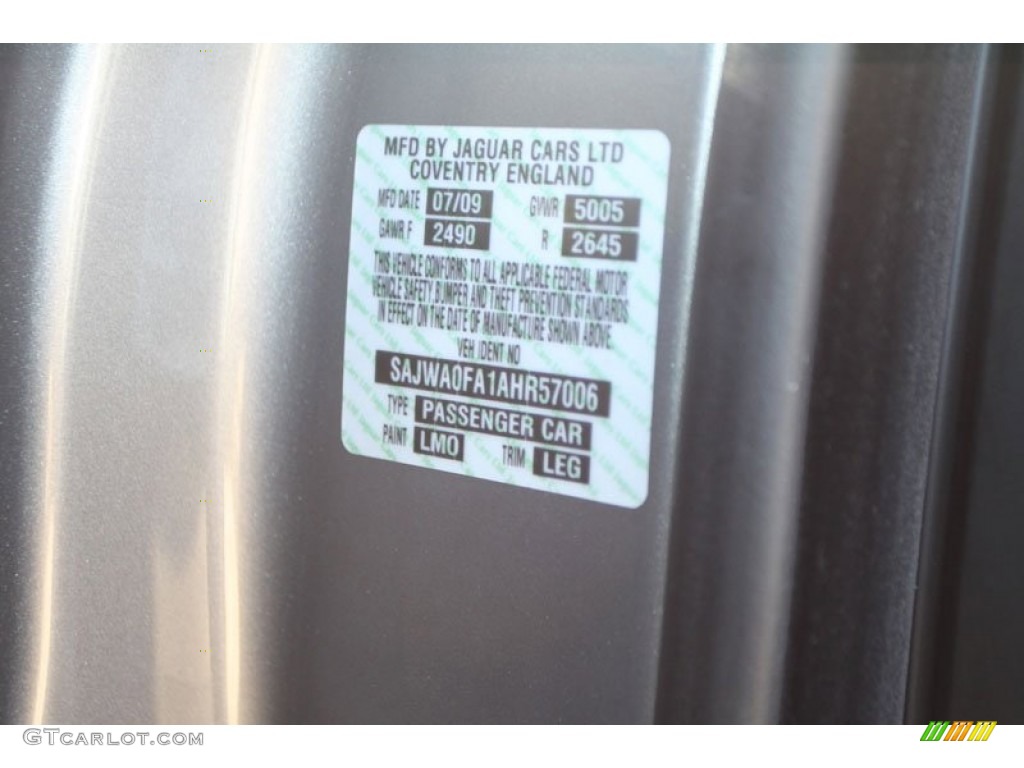 MFD BY JAGUAR CARS LTD
COVENTRY ENGLAND
MFD DATE 07/09 GVWR 5005
GAWR F 2490 R 2645
THIS VEHICLE CONFORMS TO ALL APPLICABLE FEDERAL MOTOR
VEHICLE SAFETY BUMPER AND THEFT PREVENTION STANDARDS
IN EFFECT ON THE DATE OF MANUFACTURE SHOWN ABOVE.
VEH IDENT NO
SAJWA0FA1AHR57006
TYPE PASSENGER CAR
PAINT LMO TRIM LEG
GTCARLOT.COM